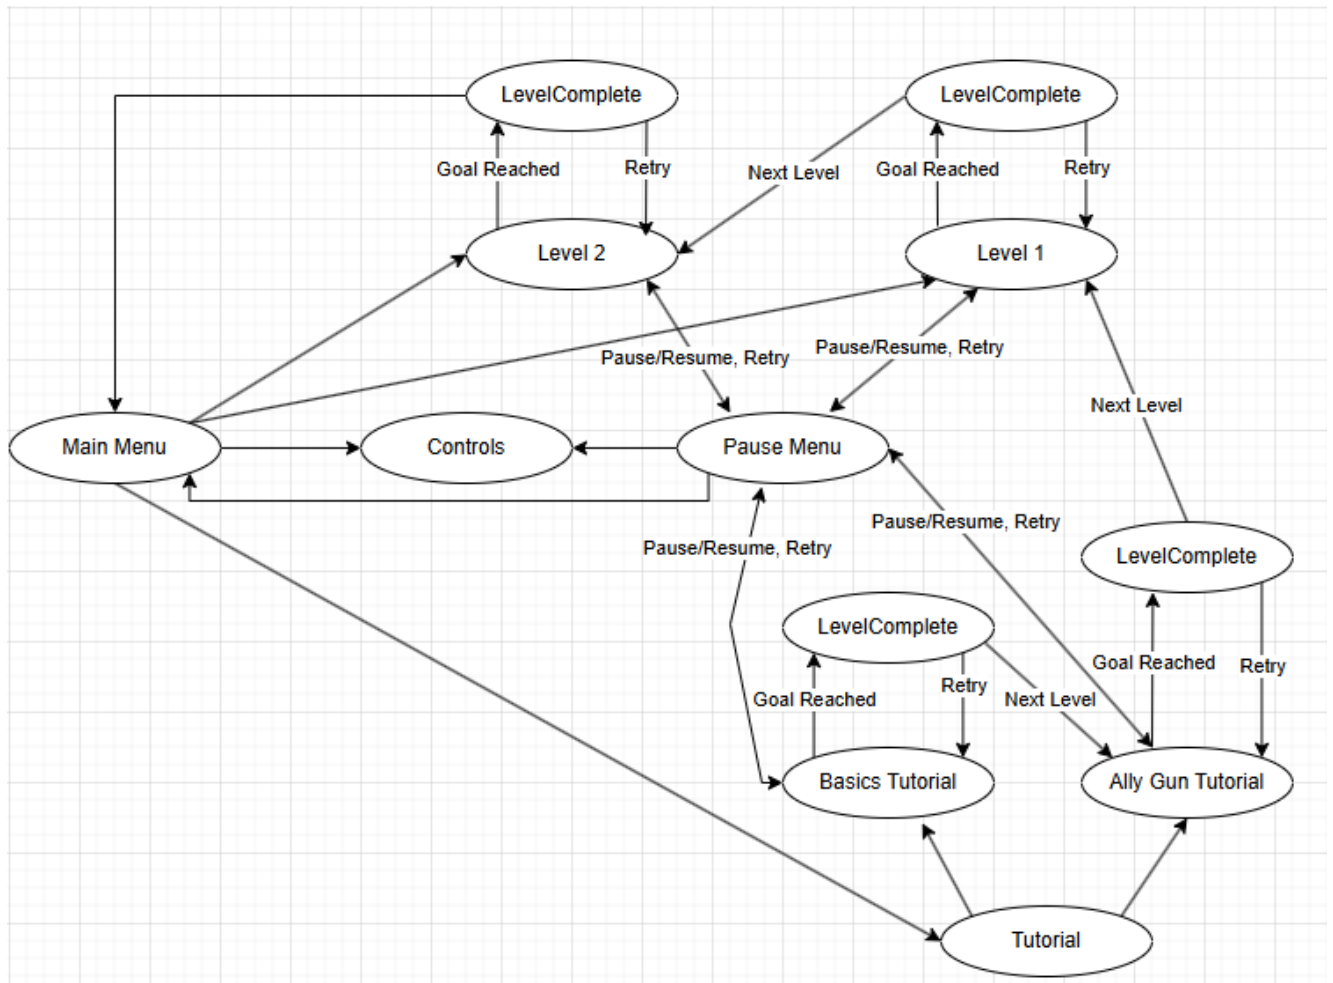 LevelComplete
LevelComplete
Goal Reached
Retry
Next Level
Goal Reached
Retry
Level 2
Level 1
Pause/Resume, Retry
Pause/Resume, Retry
Next Level
Main Menu
Controls
Pause Menu
Pause/Resume, Retry
Pause/Resume, Retry
LevelComplete
LevelComplete
Goal Reached
Retry
Goal Reached
Retry
Next Level
Basics Tutorial
Ally Gun Tutorial
Tutorial